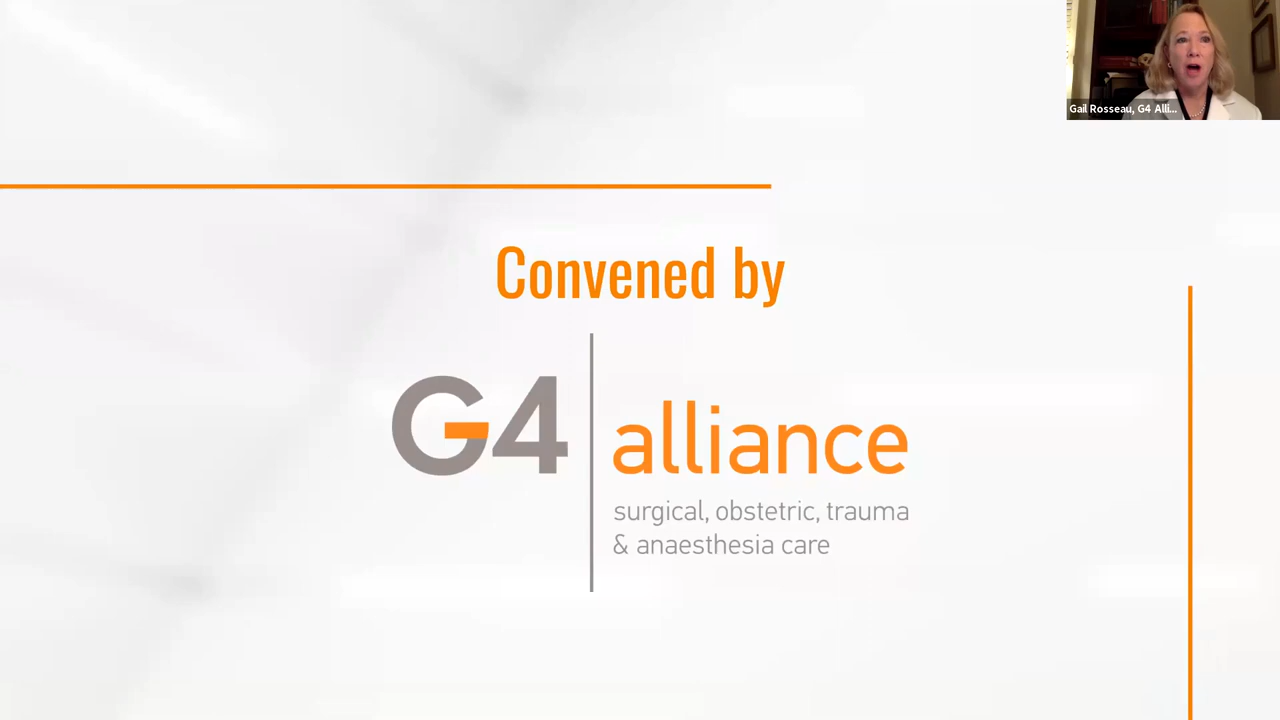 Gail Rosseau, G4 Alli...
Convened by
G4 alliance
surgical, obstetric, trauma
& anaesthesia care